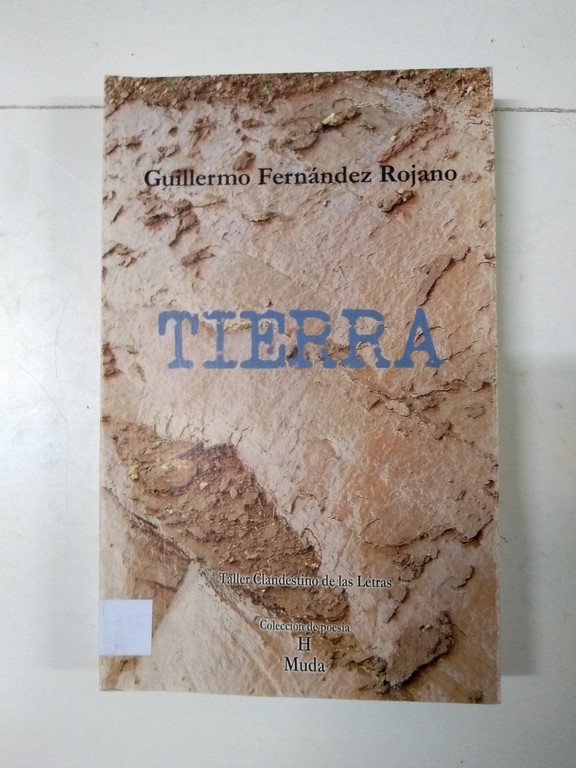 Guillermo Fernández Rojano
TIERRA
Taller Clandestino de las Letras
Colección de poesía
H
Muda